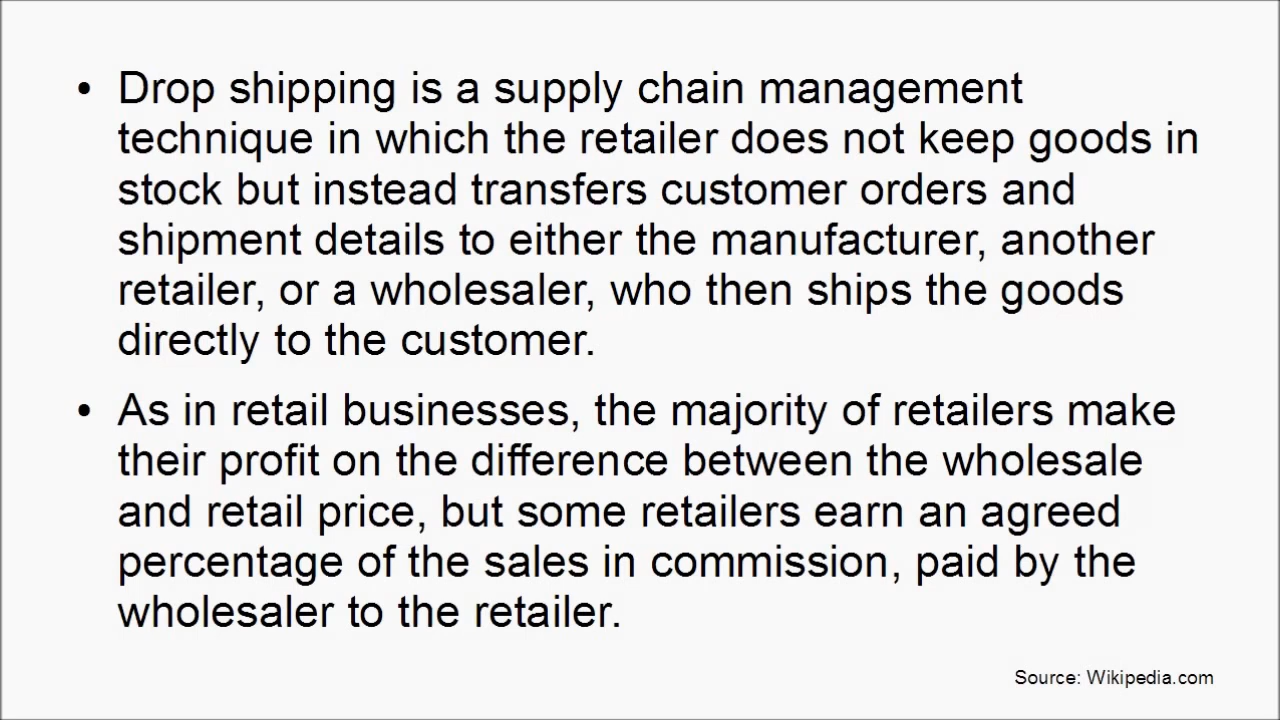 • Drop shipping is a supply chain management
technique in which the retailer does not keep goods in
stock but instead transfers customer orders and
shipment details to either the manufacturer, another
retailer, or a wholesaler, who then ships the goods
directly to the customer.
• As in retail businesses, the majority of retailers make
their profit on the difference between the wholesale
and retail price, but some retailers earn an agreed
percentage of the sales in commission, paid by the
wholesaler to the retailer.
Source: Wikipedia.com